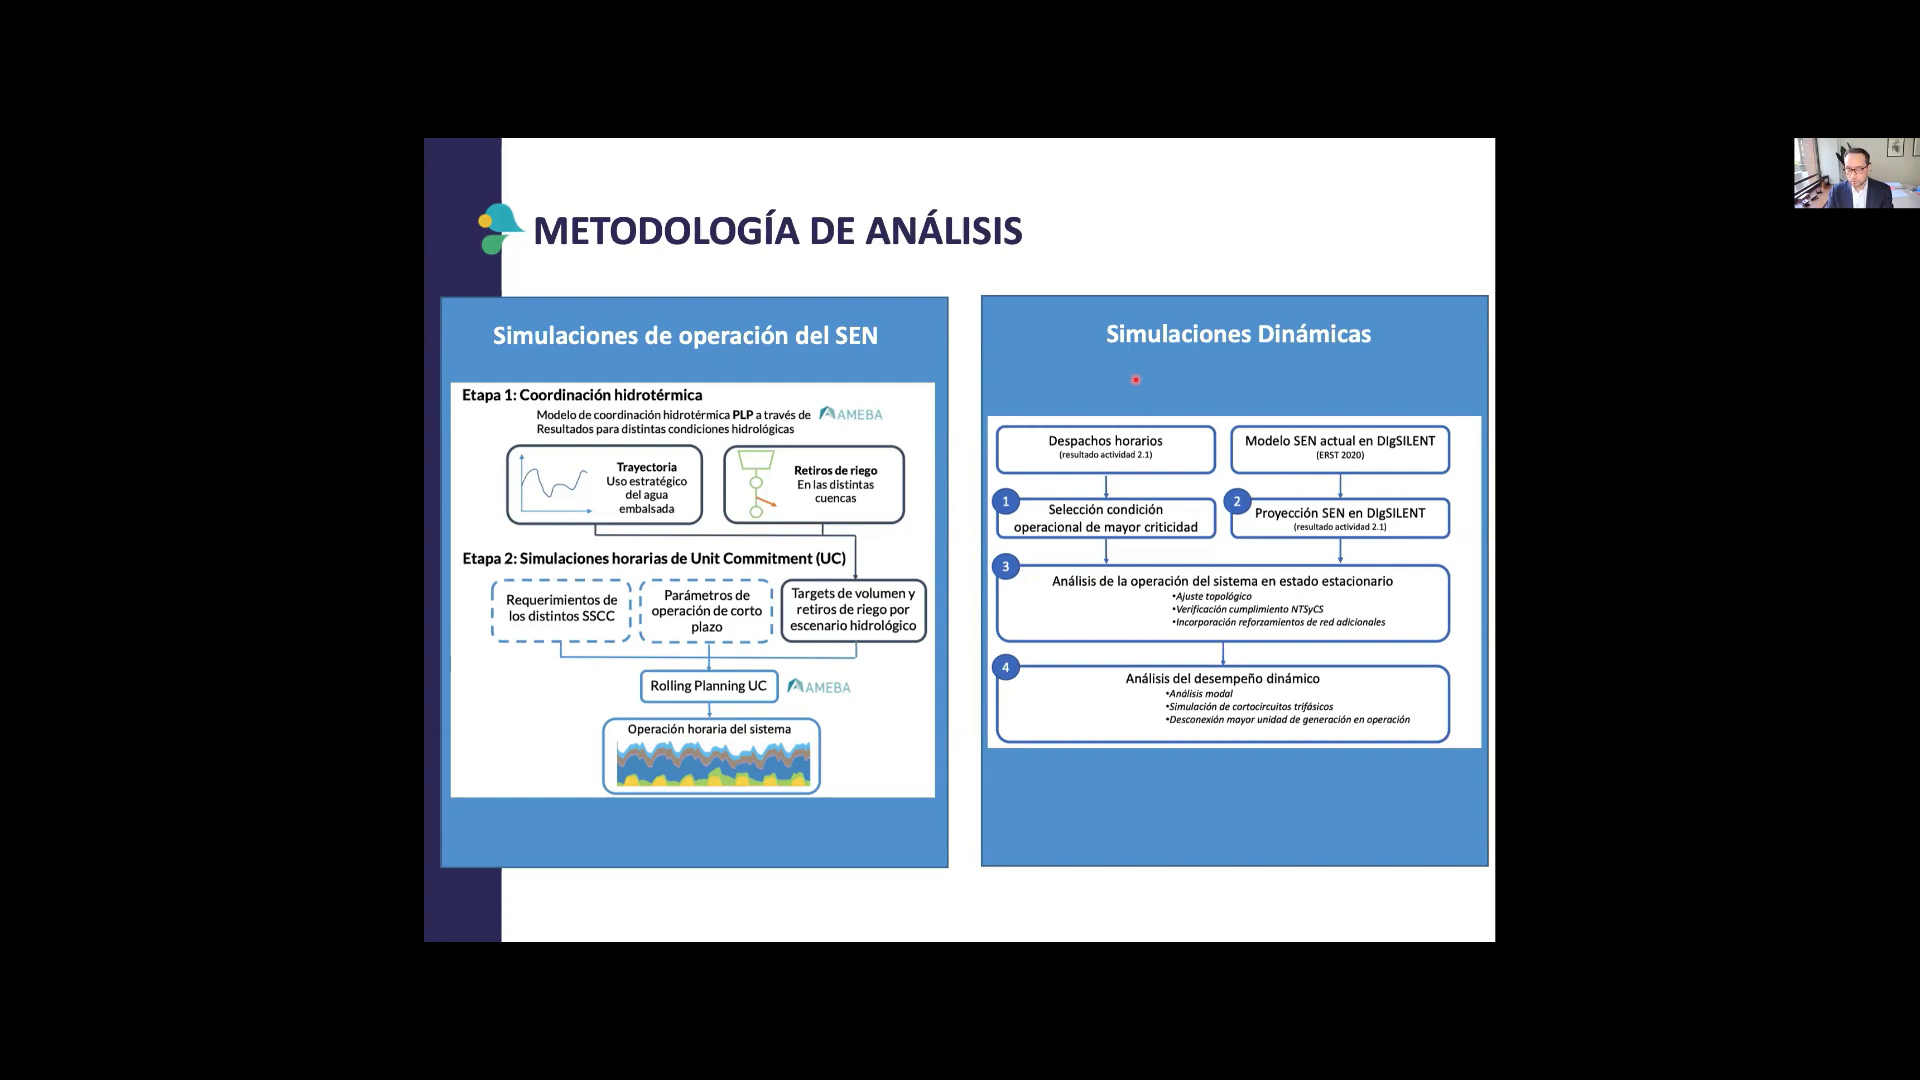 METODOLOGÍA DE ANÁLISIS
Simulaciones de operación del SEN
Etapa 1: Coordinación hidrotérmica
Modelo de coordinación hidrotérmica PLP a través de AMEBA
Resultados para distintas condiciones hidrológicas
Trayectoria
Uso estratégico
del agua
embalsada
Retiros de riego
En las distintas
cuencas
Etapa 2: Simulaciones horarias de Unit Commitment (UC)
Requerimientos de
los distintos SSCC
Parámetros de
operación de corto
plazo
Targets de volumen y
retiros de riego por
escenario hidrológico
Rolling Planning UC
AMEBA
Operación horaria del sistema
Simulaciones Dinámicas
Despachos horarios
(resultado actividad 2.1)
Modelo SEN actual en DIgSILENT
(ERST 2020)
1
Selección condición
operacional de mayor criticidad
2
Proyección SEN en DIgSILENT
(resultado actividad 2.1)
3
Análisis de la operación del sistema en estado estacionario
•Ajuste topológico
•Verificación cumplimiento NTSyCS
•Incorporación reforzamientos de red adicionales
4
Análisis del desempeño dinámico
•Análisis modal
•Simulación de cortocircuitos trifásicos
•Desconexión mayor unidad de generación en operación